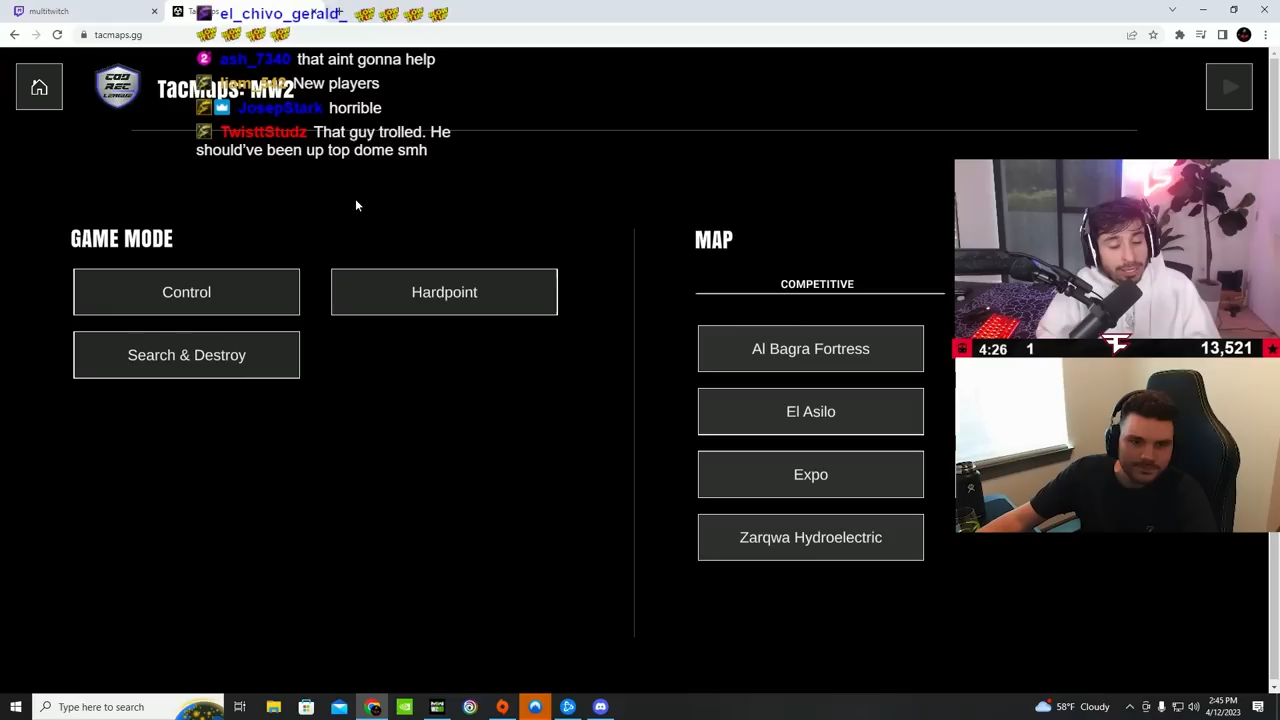 multitwitch
tacmaps.gg
el_chivo_gerald_
ash_7340 that aint gonna help
New players
JosepStark horrible
TwisttStudz That guy trolled. He
should've been up top dome smh
TacMaps: MW2
COD
REC
LEAGUE
GAME MODE
Control
Hardpoint
Search & Destroy
MAP
COMPETITIVE
Al Bagra Fortress
El Asilo
Expo
Zarqwa Hydroelectric
4:26
1
13,521
Type here to search
58°F Cloudy
2:45 PM
4/12/2023